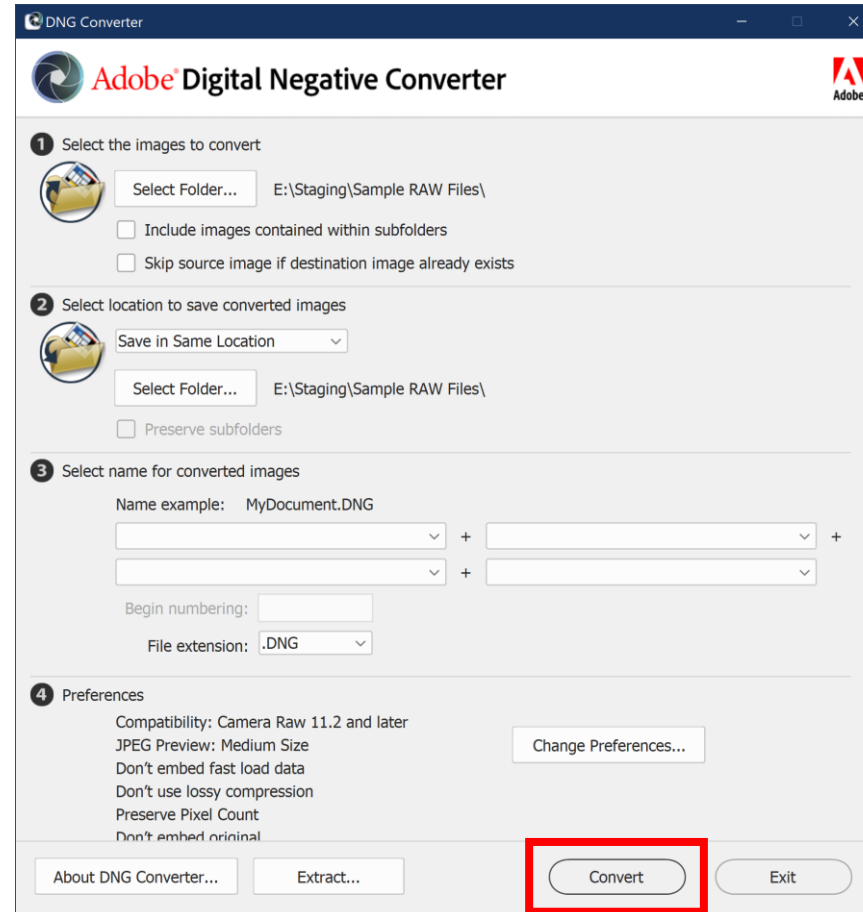 DNG Converter
Adobe® Digital Negative Converter
Adobe
1 Select the images to convert
Select Folder... E:\Staging\Sample RAW Files\
Include images contained within subfolders
Skip source image if destination image already exists
2 Select location to save converted images
Save in Same Location
Select Folder... E:\Staging\Sample RAW Files\
Preserve subfolders
3 Select name for converted images
Name example: MyDocument.DNG
+ +
+
Begin numbering:
File extension: .DNG
4 Preferences
Compatibility: Camera Raw 11.2 and later
JPEG Preview: Medium Size
Change Preferences...
Don't embed fast load data
Don't use lossy compression
Preserve Pixel Count
Don't embed original
About DNG Converter... Extract... Convert Exit